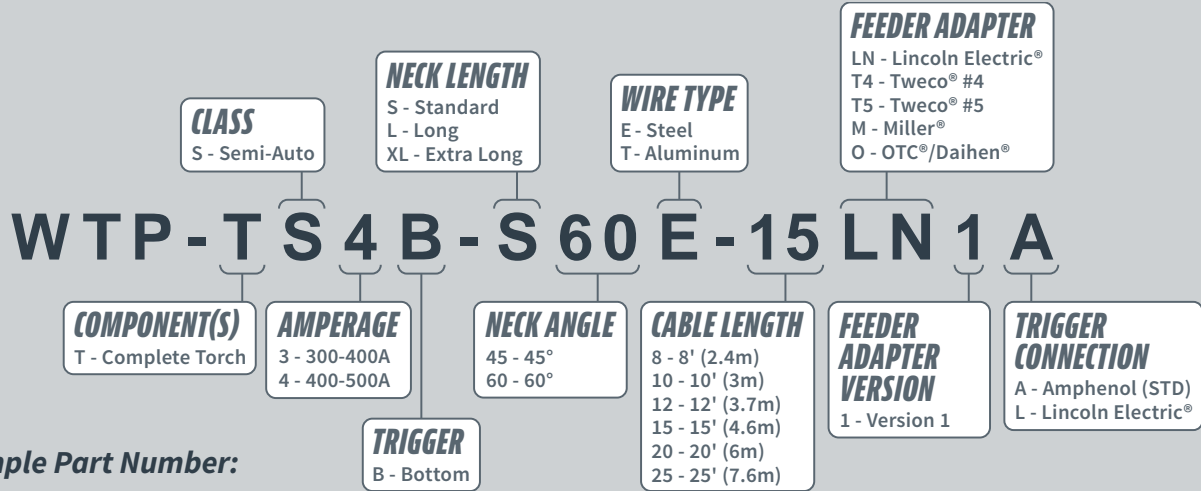 FEEDER ADAPTER
LN - Lincoln Electric®
T4 - Tweco® #4
T5 - Tweco® #5
M - Miller®
O - OTC®/Daihen®
NECK LENGTH
S - Standard
L - Long
XL - Extra Long
WIRE TYPE
E - Steel
T - Aluminum
CLASS
S - Semi-Auto
WTP-TS4B-S60E-15LN1A
COMPONENT(S)
T - Complete Torch
AMPERAGE
3 - 300-400A
4 - 400-500A
TRIGGER
B - Bottom
NECK ANGLE
45 - 45°
60 - 60°
CABLE LENGTH
8 - 8' (2.4m)
10 - 10' (3m)
12 - 12' (3.7m)
15 - 15' (4.6m)
20 - 20' (6m)
25 - 25' (7.6m)
FEEDER
ADAPTER
VERSION
1 - Version 1
TRIGGER
CONNECTION
A - Amphenol (STD)
L - Lincoln Electric®
Part Number: